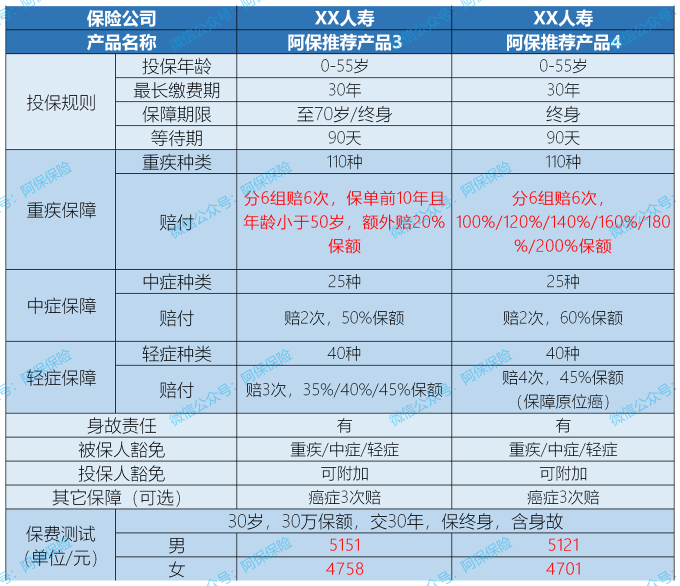 保险公司 XX人寿 XX人寿
产品名称 阿保推荐产品3 阿保推荐产品4
投保规则
投保年龄 0-55岁 0-55岁
最长缴费期 30年 30年
保障期限 至70岁/终身 终身
等待期 90天 90天
重疾保障
重疾种类 110种 110种
赔付
分6组赔6次，保单前10年且
年龄小于50岁，额外赔20%
保额
分6组赔6次，
100%/120%/140%/160%/180
%/200%保额
中症保障
中症种类 25种 25种
赔付 赔2次，50%保额 赔2次，60%保额
轻症保障
轻症种类 40种 40种
赔付 赔3次，35%/40%/45%保额
赔4次，45%保额
（保障原位癌）
身故责任 有 有
被保人豁免 重疾/中症/轻症 重疾/中症/轻症
投保人豁免 可附加 可附加
其它保障（可选） 癌症3次赔 癌症3次赔
保费测试
（单位/元）
30岁，30万保额，交30年，保终身，含身故
男 5151 5121
女 4758 4701
微信公众号：阿保保险